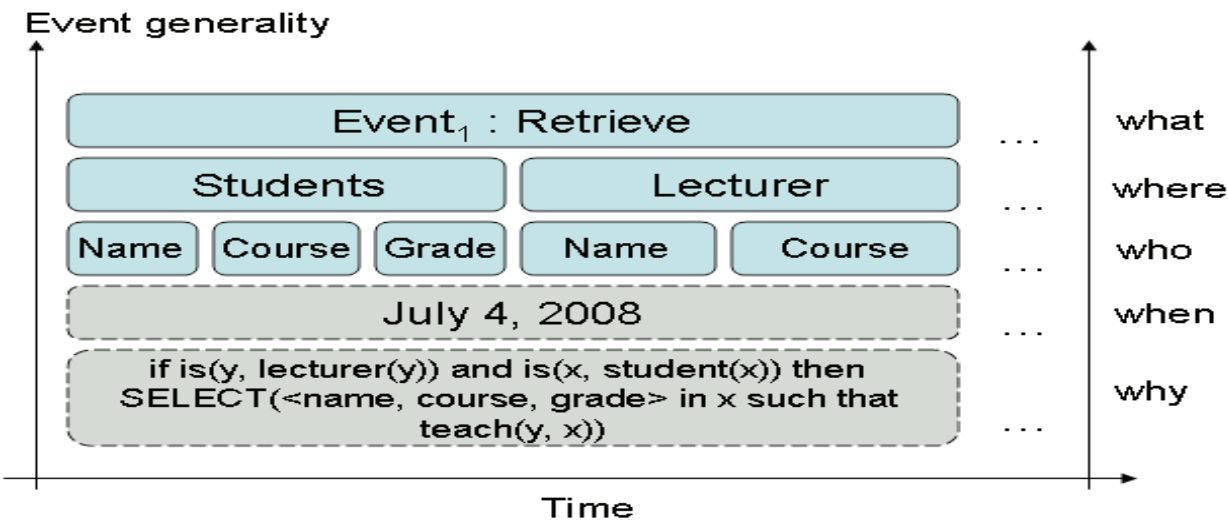 Event generality
Event₁ : Retrieve ... what
Students Lecturer ... where
Name Course Grade Name Course ... who
July 4, 2008 ... when
if is(y, lecturer(y)) and is(x, student(x)) then
SELECT(<name, course, grade> in x such that
teach(y, x))
... why
Time